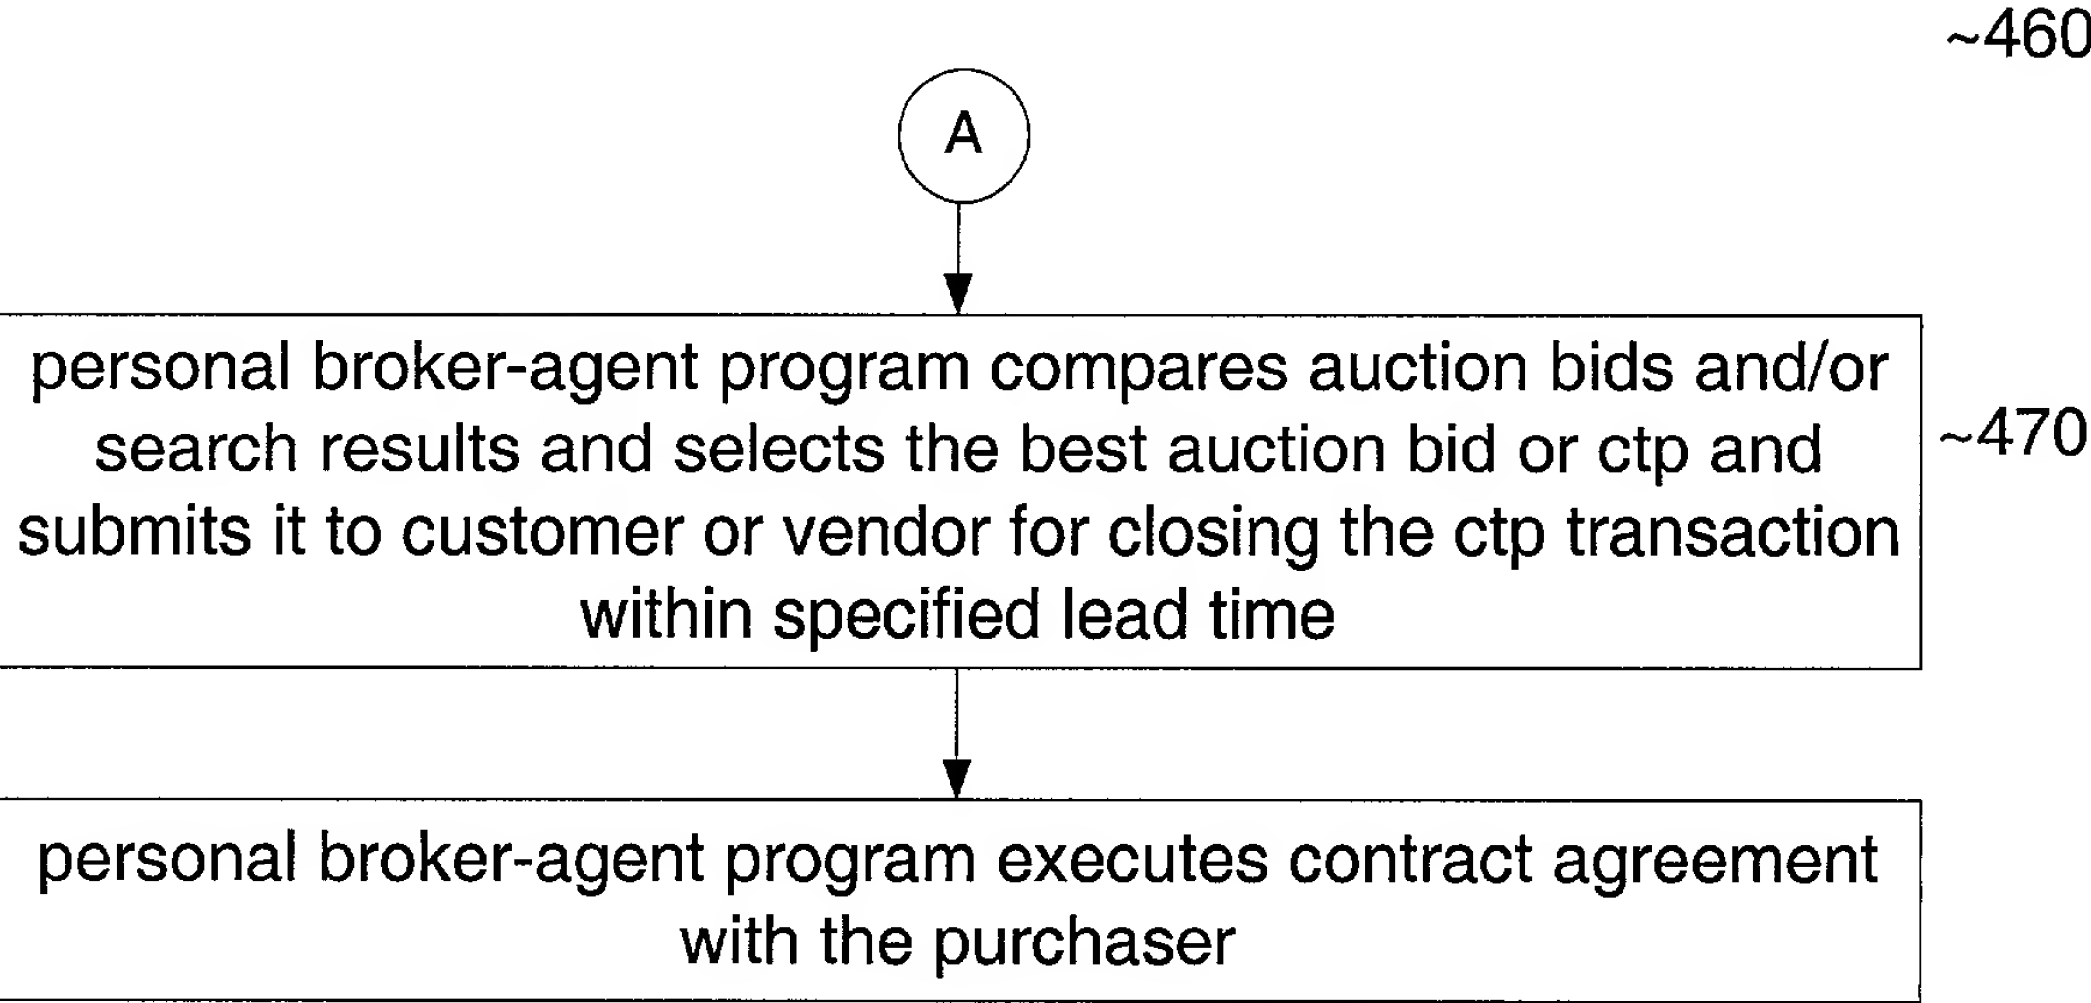 ~460
A
personal broker-agent program compares auction bids and/or
search results and selects the best auction bid or ctp and
~470
submits it to customer or vendor for closing the ctp transaction
within specified lead time
personal broker-agent program executes contract agreement
with the purchaser